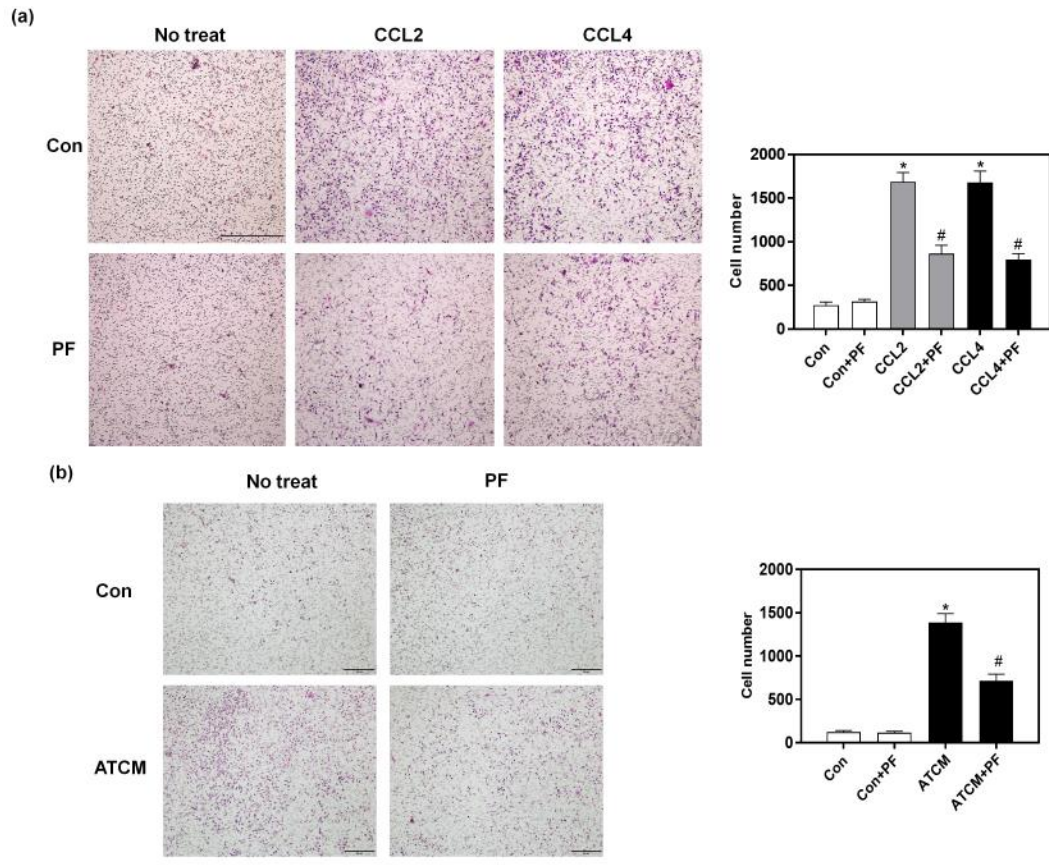 (a)
No treat CCL2 CCL4
Con
PF
2000
1500
1000
500
0
Cell number
* # * #
Con Con+PF CCL2 CCL2+PF CCL4 CCL4+PF
(b)
No treat PF
Con
ATCM
2000
1500
1000
500
0
Cell number
* #
Con Con+PF ATCM ATCM+PF